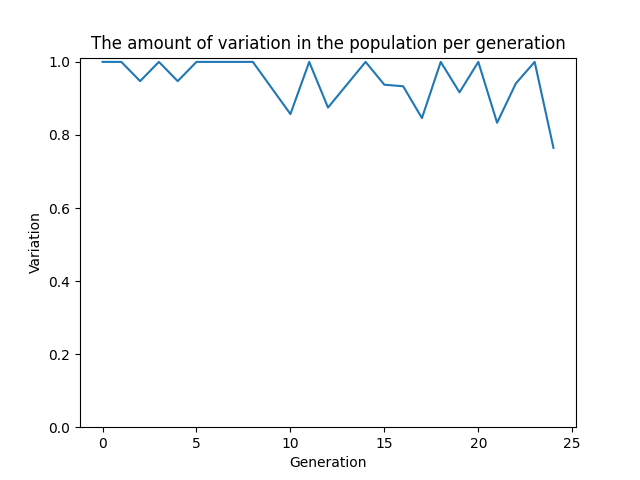 The amount of variation in the population per generation
1.0
0.8
0.6
0.4
0.2
0.0
Variation
0 5 10 15 20 25
Generation